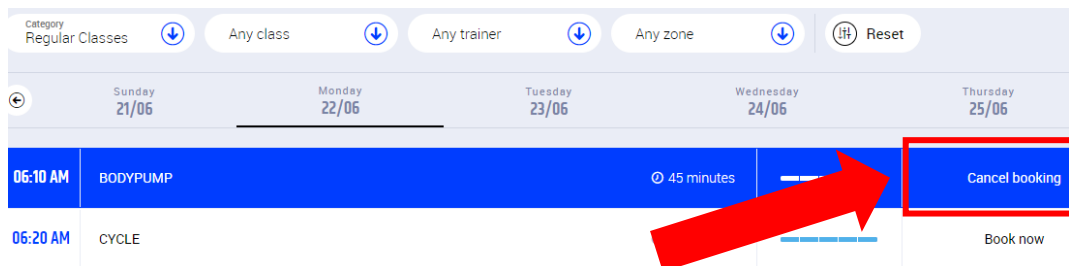 Category
Regular Classes
Any class
Any trainer
Any zone
Reset
Sunday
21/06
Monday
22/06
Tuesday
23/06
Wednesday
24/06
Thursday
25/06
06:10 AM BODYPUMP 45 minutes Cancel booking
06:20 AM CYCLE Book now